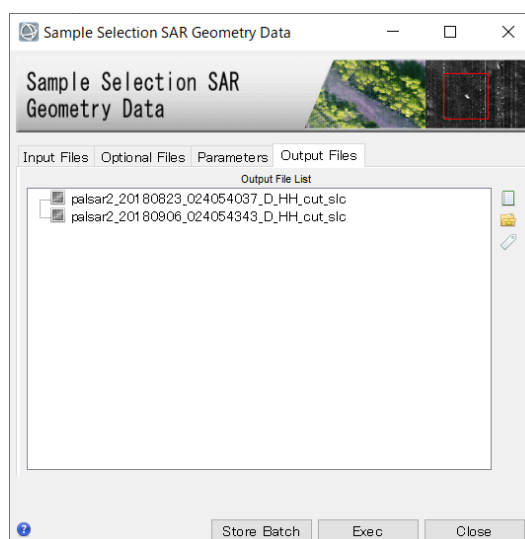 Sample Selection SAR Geometry Data
Sample Selection SAR
Geometry Data
Input Files Optional Files Parameters Output Files
Output File List
palsar2_20180823_024054037_D_HH_cut_slc
palsar2_20180906_024054343_D_HH_cut_slc
Store Batch Exec Close